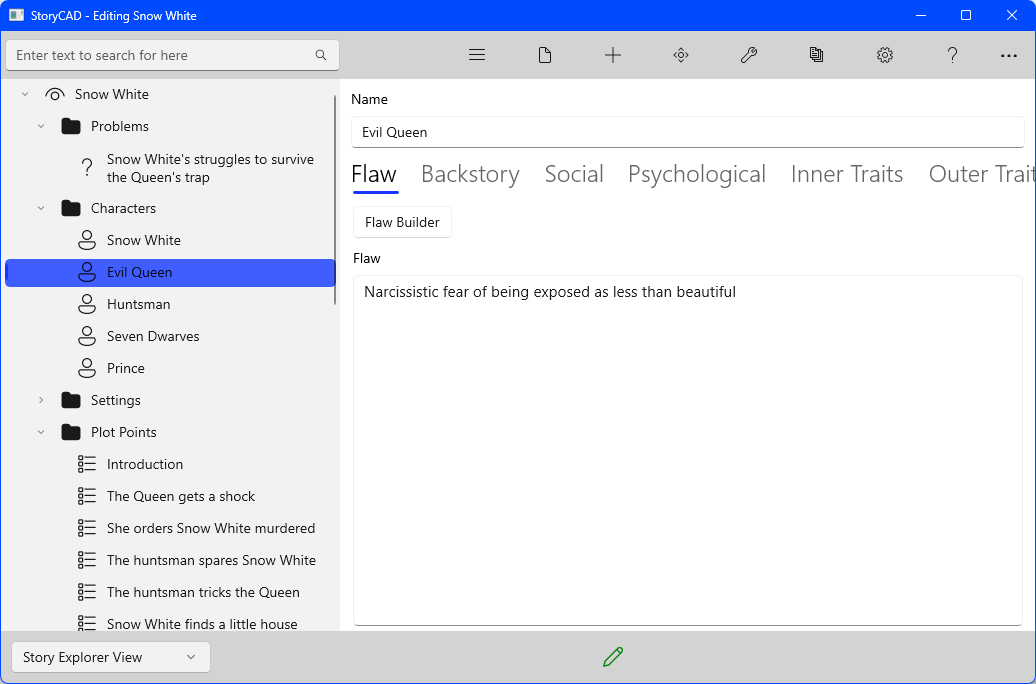 StoryCAD - Editing Snow White
Enter text to search for here
Snow White
Problems
Snow White's struggles to survive
the Queen's trap
Characters
Snow White
Evil Queen
Huntsman
Seven Dwarves
Prince
Settings
Plot Points
Introduction
The Queen gets a shock
She orders Snow White murdered
The huntsman spares Snow White
The huntsman tricks the Queen
Snow White finds a little house
Name
Evil Queen
Flaw Backstory Social Psychological Inner Traits Outer Trait
Flaw Builder
Flaw
Narcissistic fear of being exposed as less than beautiful
Story Explorer View